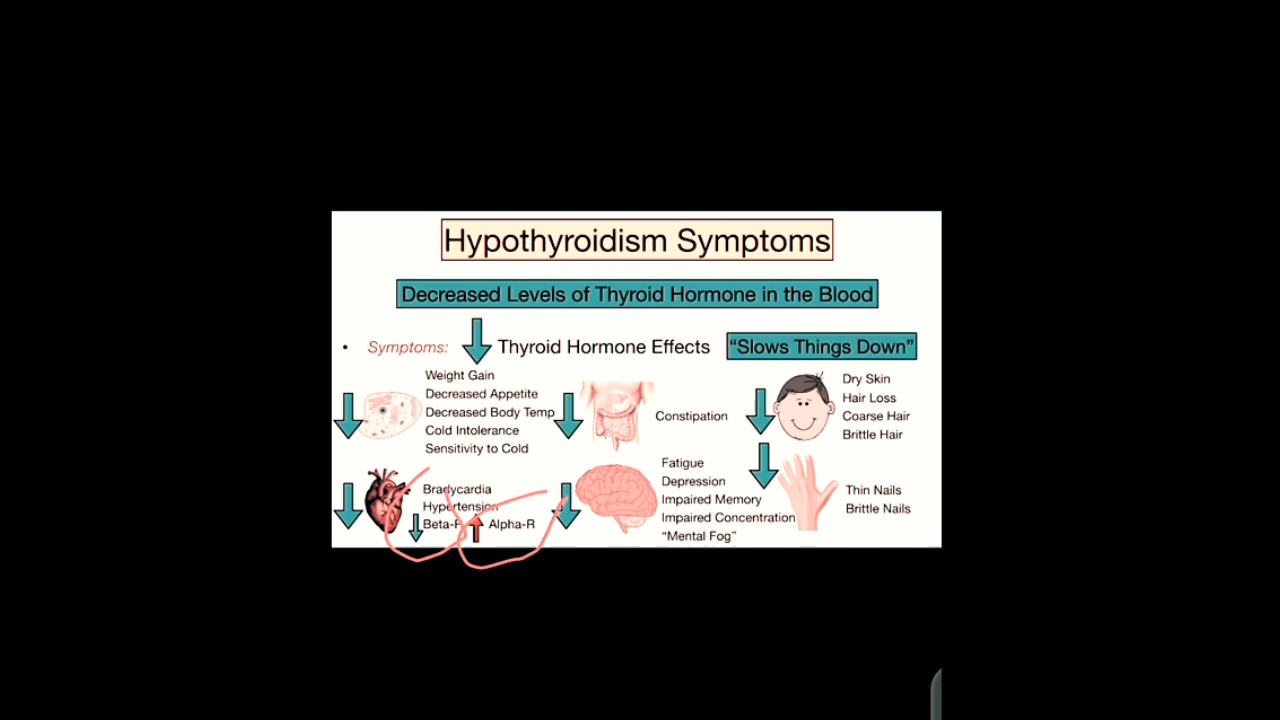 Hypothyroidism Symptoms
Decreased Levels of Thyroid Hormone in the Blood
• Symptoms: Thyroid Hormone Effects "Slows Things Down"
Weight Gain
Decreased Appetite
Decreased Body Temp
Cold Intolerance
Sensitivity to Cold
Constipation
Dry Skin
Hair Loss
Coarse Hair
Brittle Hair
Bradycardia
Hypertension
Beta-R Alpha-R
Fatigue
Depression
Impaired Memory
Impaired Concentration
"Mental Fog"
Thin Nails
Brittle Nails